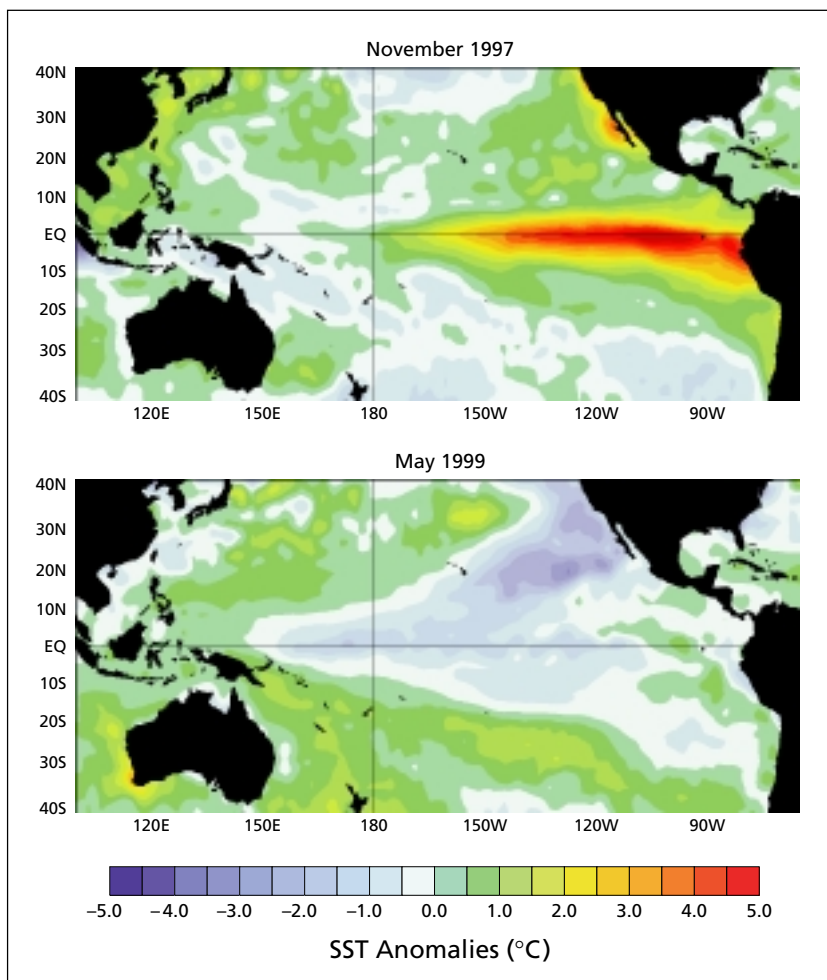 November 1997
40N
30N
20N
10N
EQ
10S
20S
30S
40S
120E 150E 180 150W 120W 90W
May 1999
40N
30N
20N
10N
EQ
10S
20S
30S
40S
120E 150E 180 150W 120W 90W
−5.0 −4.0 −3.0 −2.0 −1.0 0.0 1.0 2.0 3.0 4.0 5.0
SST Anomalies (°C)